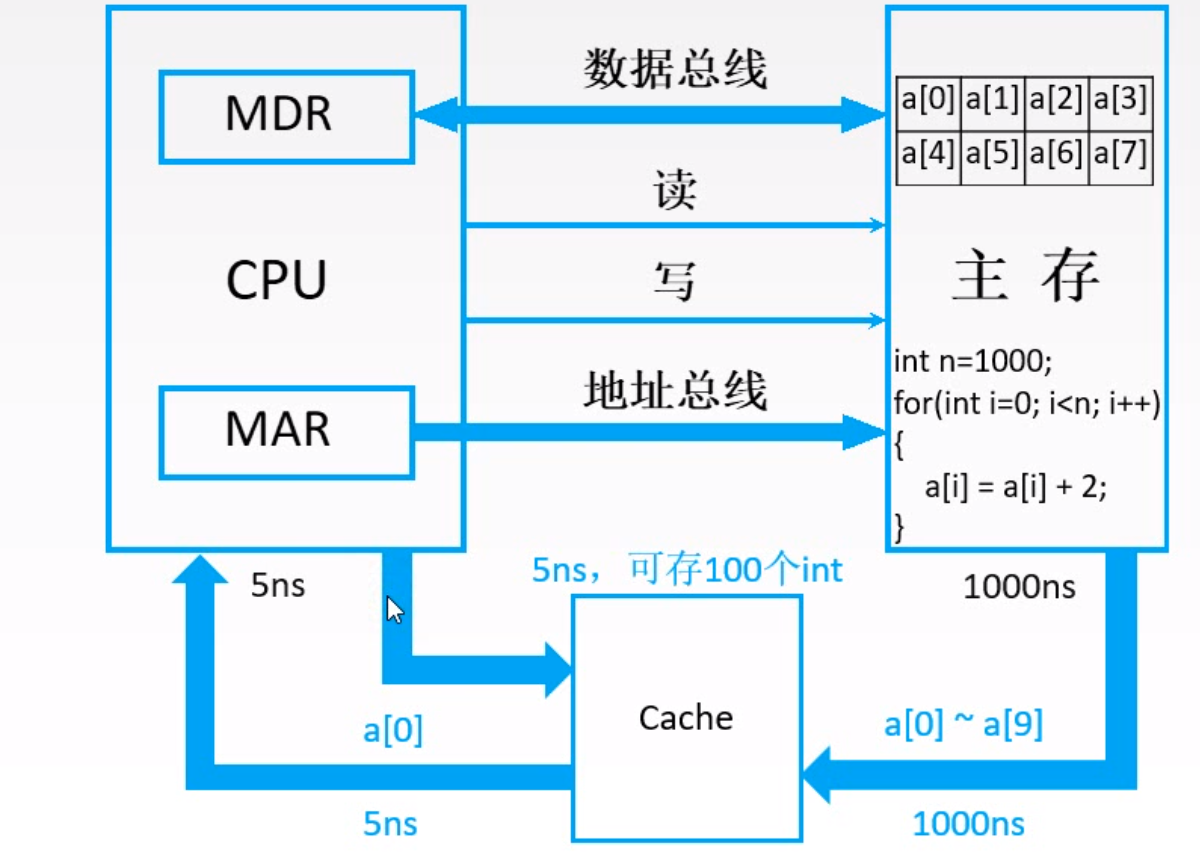 MDR
CPU
MAR
数据总线
读
写
地址总线
a[0] a[1] a[2] a[3]
a[4] a[5] a[6] a[7]
主 存
int n=1000;
for(int i=0; i<n; i++)
{
a[i] = a[i] + 2;
}
5ns
5ns，可存100个int
1000ns
Cache
a[0]
a[0] ~ a[9]
5ns
1000ns